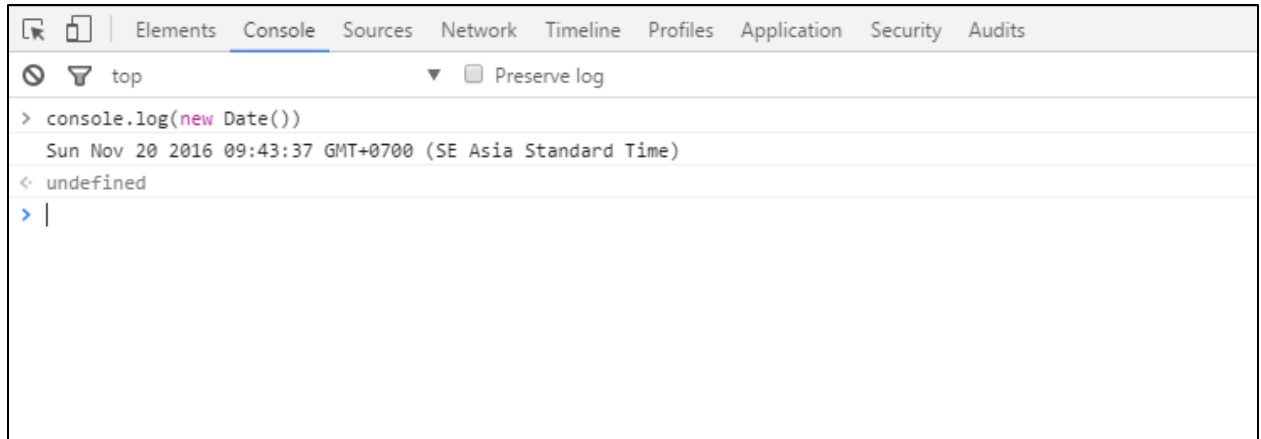 Elements Console Sources Network Timeline Profiles Application Security Audits
top ▼ Preserve log
> console.log(new Date())
Sun Nov 20 2016 09:43:37 GMT+0700 (SE Asia Standard Time)
<· undefined
>